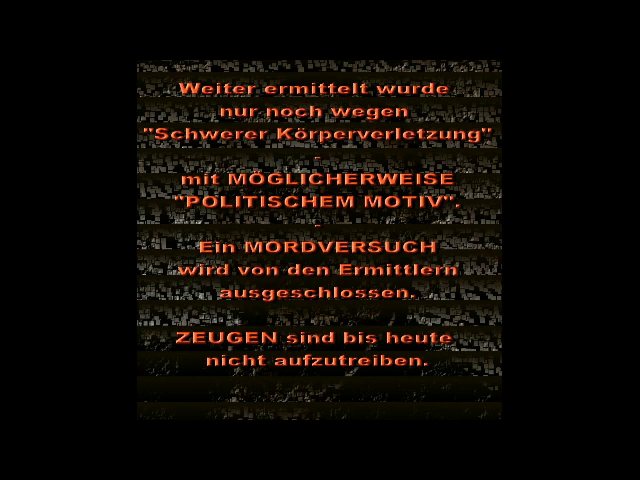 Weiter ermittelt wurde
nur noch wegen
"Schwerer Körperverletzung"
-
mit MÖGLICHERWEISE
"POLITISCHEM MOTIV".
-
Ein MORDVERSUCH
wird von den Ermittlern
ausgeschlossen.
ZEUGEN sind bis heute
nicht aufzutreiben.